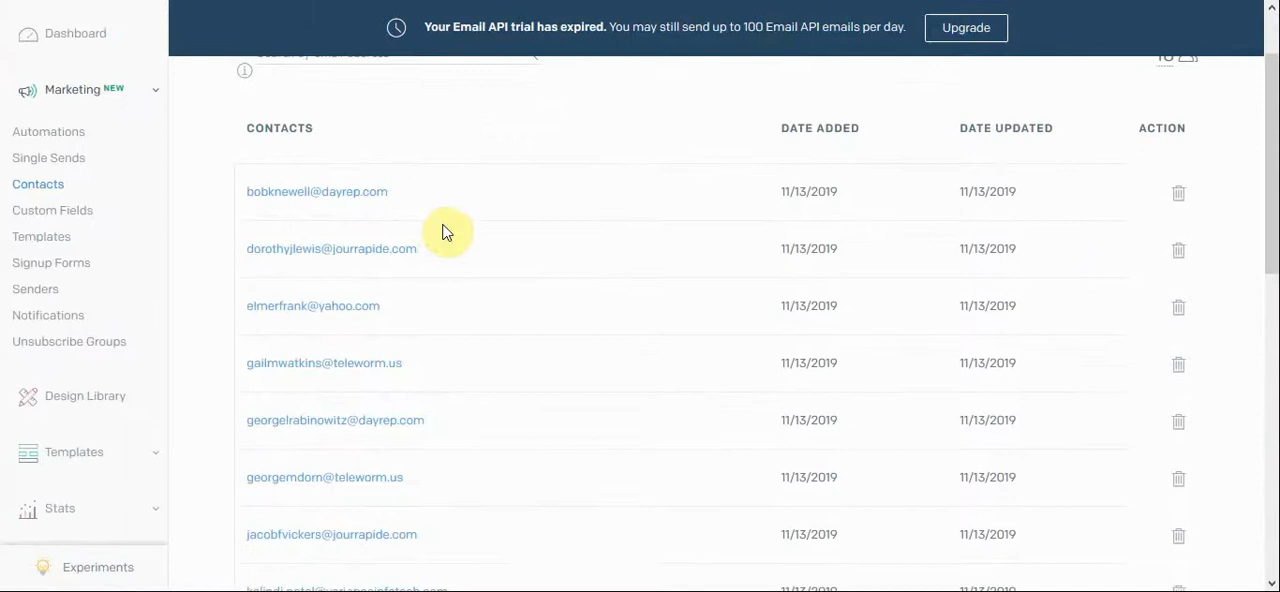 Your Email API trial has expired. You may still send up to 100 Email API emails per day.
Upgrade
Dashboard
Marketing NEW
Automations
Single Sends
Contacts
Custom Fields
Templates
Signup Forms
Senders
Notifications
Unsubscribe Groups
Design Library
Templates
Stats
Experiments
CONTACTS DATE ADDED DATE UPDATED ACTION
bobknewell@dayrep.com 11/13/2019 11/13/2019
dorothyjlewis@jourrapide.com 11/13/2019 11/13/2019
elmerfrank@yahoo.com 11/13/2019 11/13/2019
gailmwatkins@teleworm.us 11/13/2019 11/13/2019
georgelrabinowitz@dayrep.com 11/13/2019 11/13/2019
georgemdorn@teleworm.us 11/13/2019 11/13/2019
jacobfvickers@jourrapide.com 11/13/2019 11/13/2019